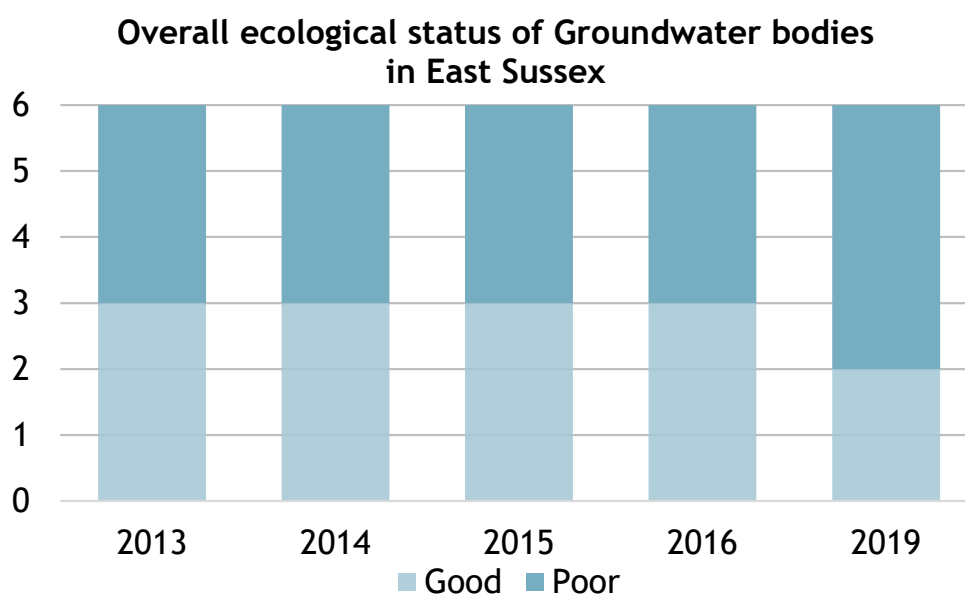 Overall ecological status of Groundwater bodies
in East Sussex
6
5
4
3
2
1
0
2013 2014 2015 2016 2019
Good Poor